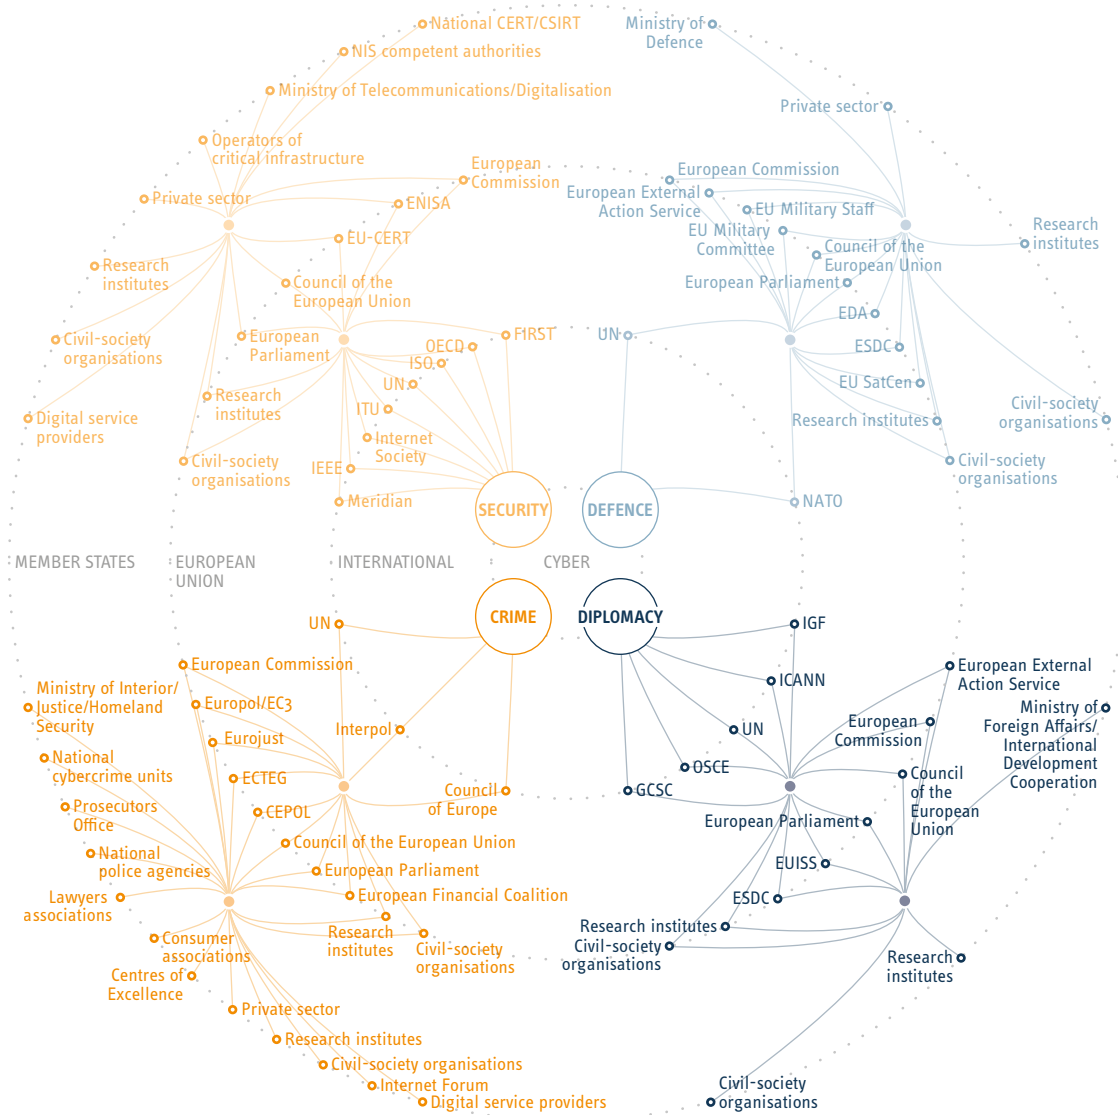 National CERT/CSIRT
NIS competent authorities
Ministry of Telecommunications/Digitalisation
Operators of
critical infrastructure
European
Commission
Private sector
ENISA
EU-CERT
Research
institutes
Council of the
European Union
Civil-society
organisations
European
Parliament
FIRST
OECD
ISO
UN
ITU
Research
institutes
Digital service
providers
Internet
Society
Civil-society
organisations
IEEE
Meridian
SECURITY
Ministry of
Defence
Private sector
European Commission
European External
Action Service
EU Military Staff
EU Military
Committee
Council of the
European Union
Research
institutes
European Parliament
EDA
UN
ESDC
EU SatCen
Research institutes
Civil-society
organisations
Civil-society
organisations
NATO
DEFENCE
MEMBER STATES
EUROPEAN
UNION
INTERNATIONAL
CYBER
CRIME
UN
European Commission
Ministry of Interior/
Justice/Homeland
Security
Europol/EC3
Interpol
Eurojust
National
cybercrime units
ECTEG
Council
of Europe
Prosecutors
Office
CEPOL
National
police agencies
Council of the European Union
European Parliament
Lawyers
associations
European Financial Coalition
Research
institutes
Civil-society
organisations
Consumer
associations
Centres of
Excellence
Private sector
Research institutes
Civil-society organisations
Internet Forum
Digital service providers
DIPLOMACY
IGF
ICANN
European External
Action Service
UN
European
Commission
Ministry of
Foreign Affairs/
International
Development
Cooperation
OSCE
GCSC
Council
of the
European
Union
European Parliament
EUISS
ESDC
Research institutes
Civil-society
organisations
Research
institutes
Civil-society
organisations